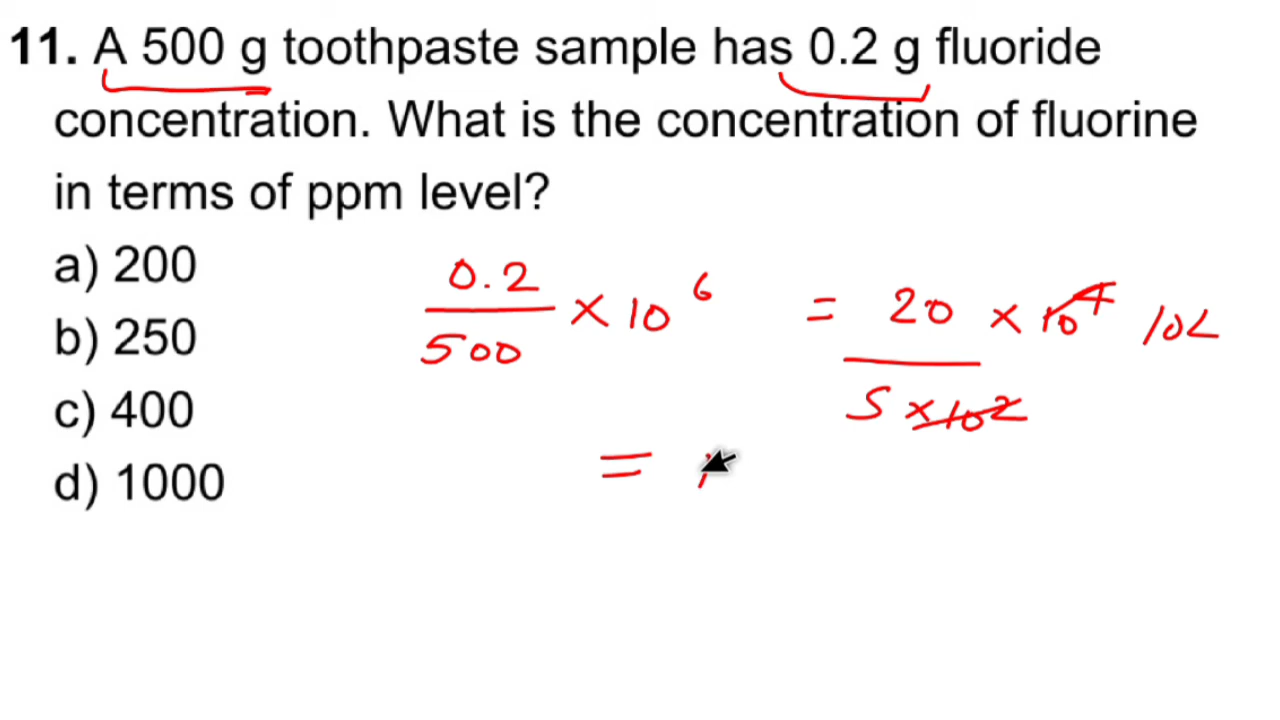 11. A 500 g toothpaste sample has 0.2 g fluoride
concentration. What is the concentration of fluorine
in terms of ppm level?
a) 200
b) 250
c) 400
d) 1000
0.2
500
× 10^6
= 20 × 10^4
5 × 10^2
=